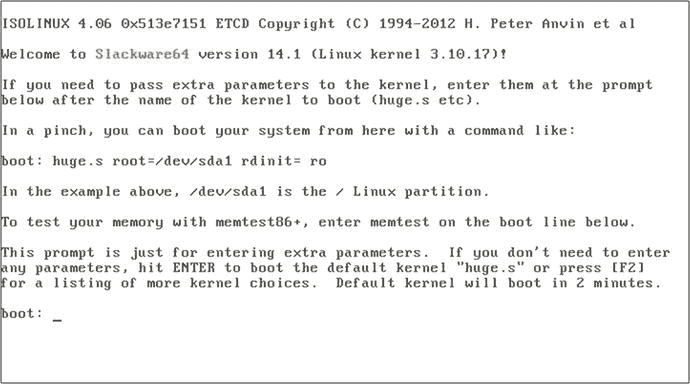 ISOLINUX 4.06 0x513e7151 ETCD Copyright (C) 1994-2012 H. Peter Anvin et al
Welcome to Slackware64 version 14.1 (Linux kernel 3.10.17)!
If you need to pass extra parameters to the kernel, enter them at the prompt
below after the name of the kernel to boot (huge.s etc).
In a pinch, you can boot your system from here with a command like:
boot: huge.s root=/dev/sda1 rdinit= ro
In the example above, /dev/sda1 is the / Linux partition.
To test your memory with memtest86+, enter memtest on the boot line below.
This prompt is just for entering extra parameters.  If you don't need to enter
any parameters, hit ENTER to boot the default kernel "huge.s" or press [F2]
for a listing of more kernel choices.  Default kernel will boot in 2 minutes.
boot: _